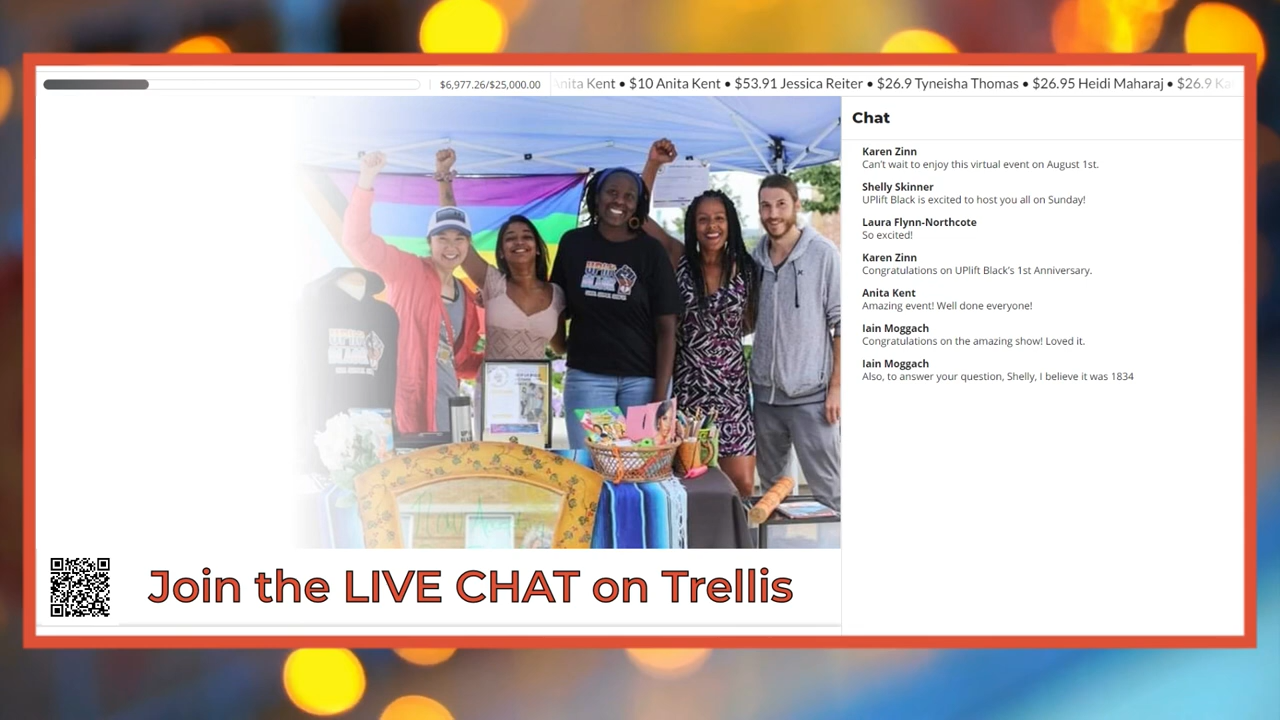 $6,977.26/$25,000.00
nita Kent • $10 Anita Kent • $53.91 Jessica Reiter • $26.9 Tyneisha Thomas • $26.95 Heidi Maharaj • $26.9 Ka
Chat
Karen Zinn
Can't wait to enjoy this virtual event on August 1st.
Shelly Skinner
UPlift Black is excited to host you all on Sunday!
Laura Flynn-Northcote
So excited!
Karen Zinn
Congratulations on UPlift Black's 1st Anniversary.
Anita Kent
Amazing event! Well done everyone!
Iain Moggach
Congratulations on the amazing show! Loved it.
Iain Moggach
Also, to answer your question, Shelly, I believe it was 1834
UPlift
BLACK
Join the LIVE CHAT on Trellis